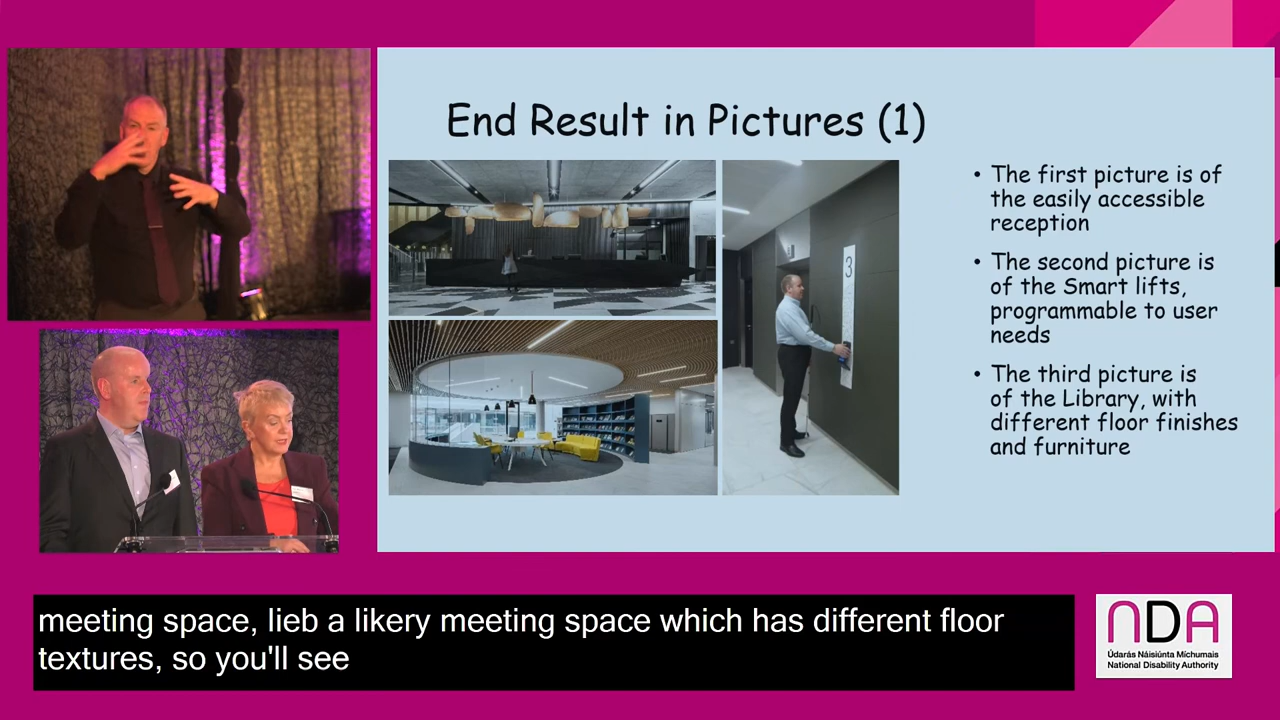 End Result in Pictures (1)
3
• The first picture is of
the easily accessible
reception
• The second picture is
of the Smart lifts,
programmable to user
needs
• The third picture is
of the Library, with
different floor finishes
and furniture
meeting space, lieb a likery meeting space which has different floor
textures, so you'll see
NDA
Údarás Náisiúnta Míchumais
National Disability Authority